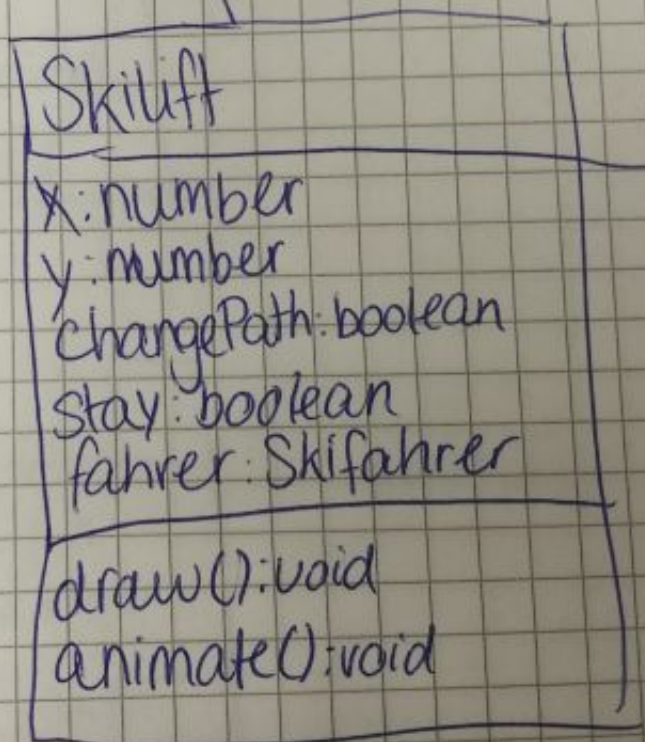 Skilift
x: number
y: number
changePath: boolean
stay: boolean
fahrer: Skifahrer
draw(): void
animate(): void